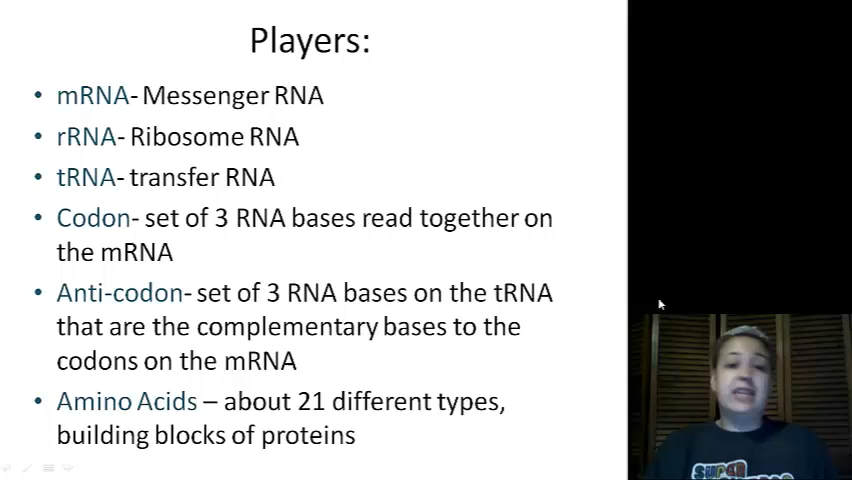 Players:
• mRNA- Messenger RNA
• rRNA- Ribosome RNA
• tRNA- transfer RNA
• Codon- set of 3 RNA bases read together on
the mRNA
• Anti-codon- set of 3 RNA bases on the tRNA
that are the complementary bases to the
codons on the mRNA
• Amino Acids – about 21 different types,
building blocks of proteins
SUPER